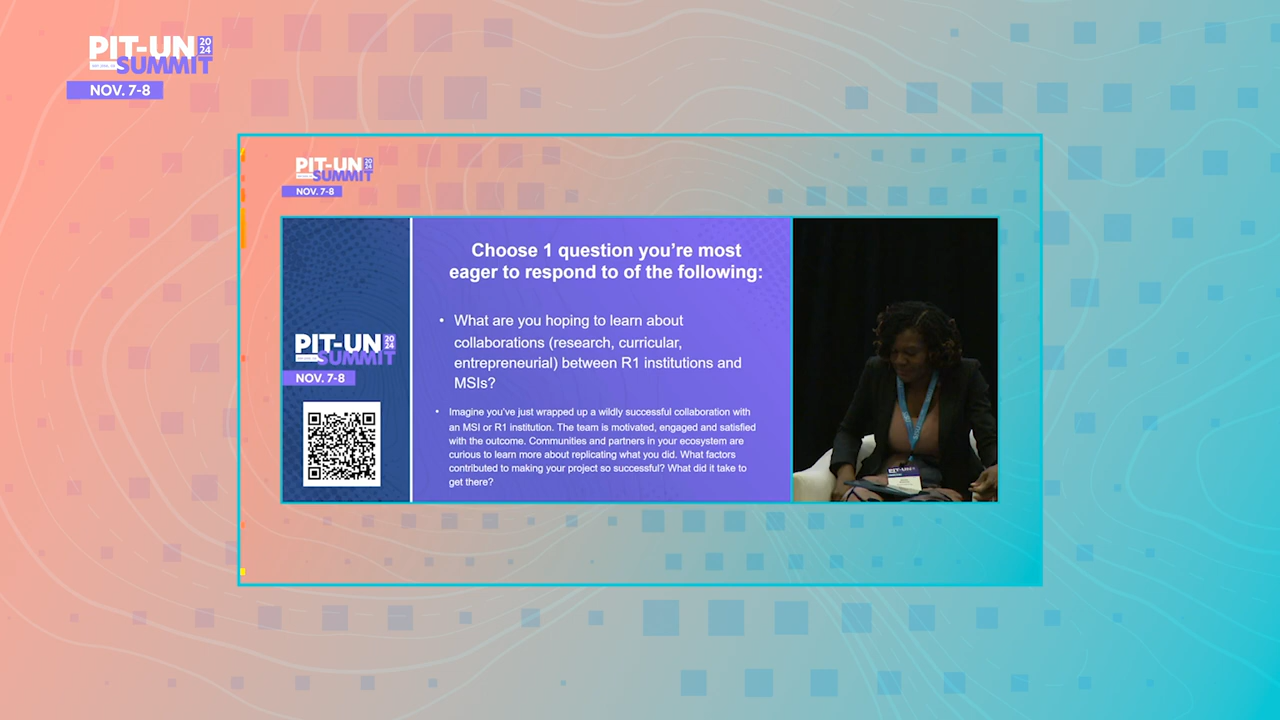 PIT-UN 2024
SUMMIT
NOV. 7-8
PIT-UN 2024
SUMMIT
NOV. 7-8
PIT-UN 2024
SUMMIT
NOV. 7-8
Choose 1 question you’re most
eager to respond to of the following:
• What are you hoping to learn about
collaborations (research, curricular,
entrepreneurial) between R1 institutions and
MSIs?
• Imagine you’ve just wrapped up a wildly successful collaboration with
an MSI or R1 institution. The team is motivated, engaged and satisfied
with the outcome. Communities and partners in your ecosystem are
curious to learn more about replicating what you did. What factors
contributed to making your project so successful? What did it take to
get there?
PIT-UN